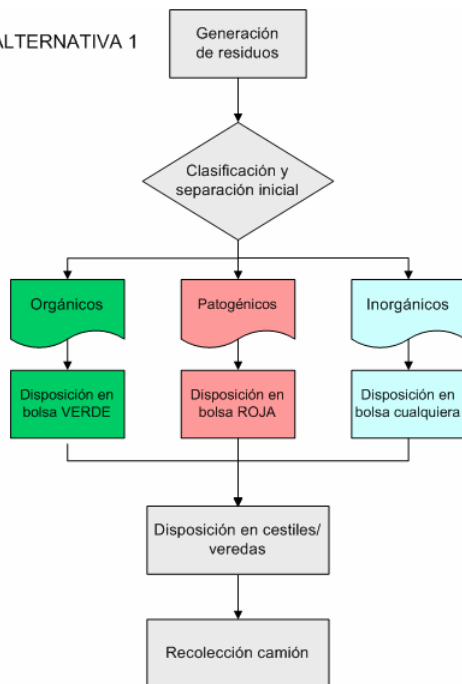 ALTERNATIVA 1
Generación
de residuos
Clasificación y
separación inicial
Orgánicos
Patogénicos
Inorgánicos
Disposición en
bolsa VERDE
Disposición en
bolsa ROJA
Disposición en
bolsa cualquiera
Disposición en cestiles/
veredas
Recolección camión